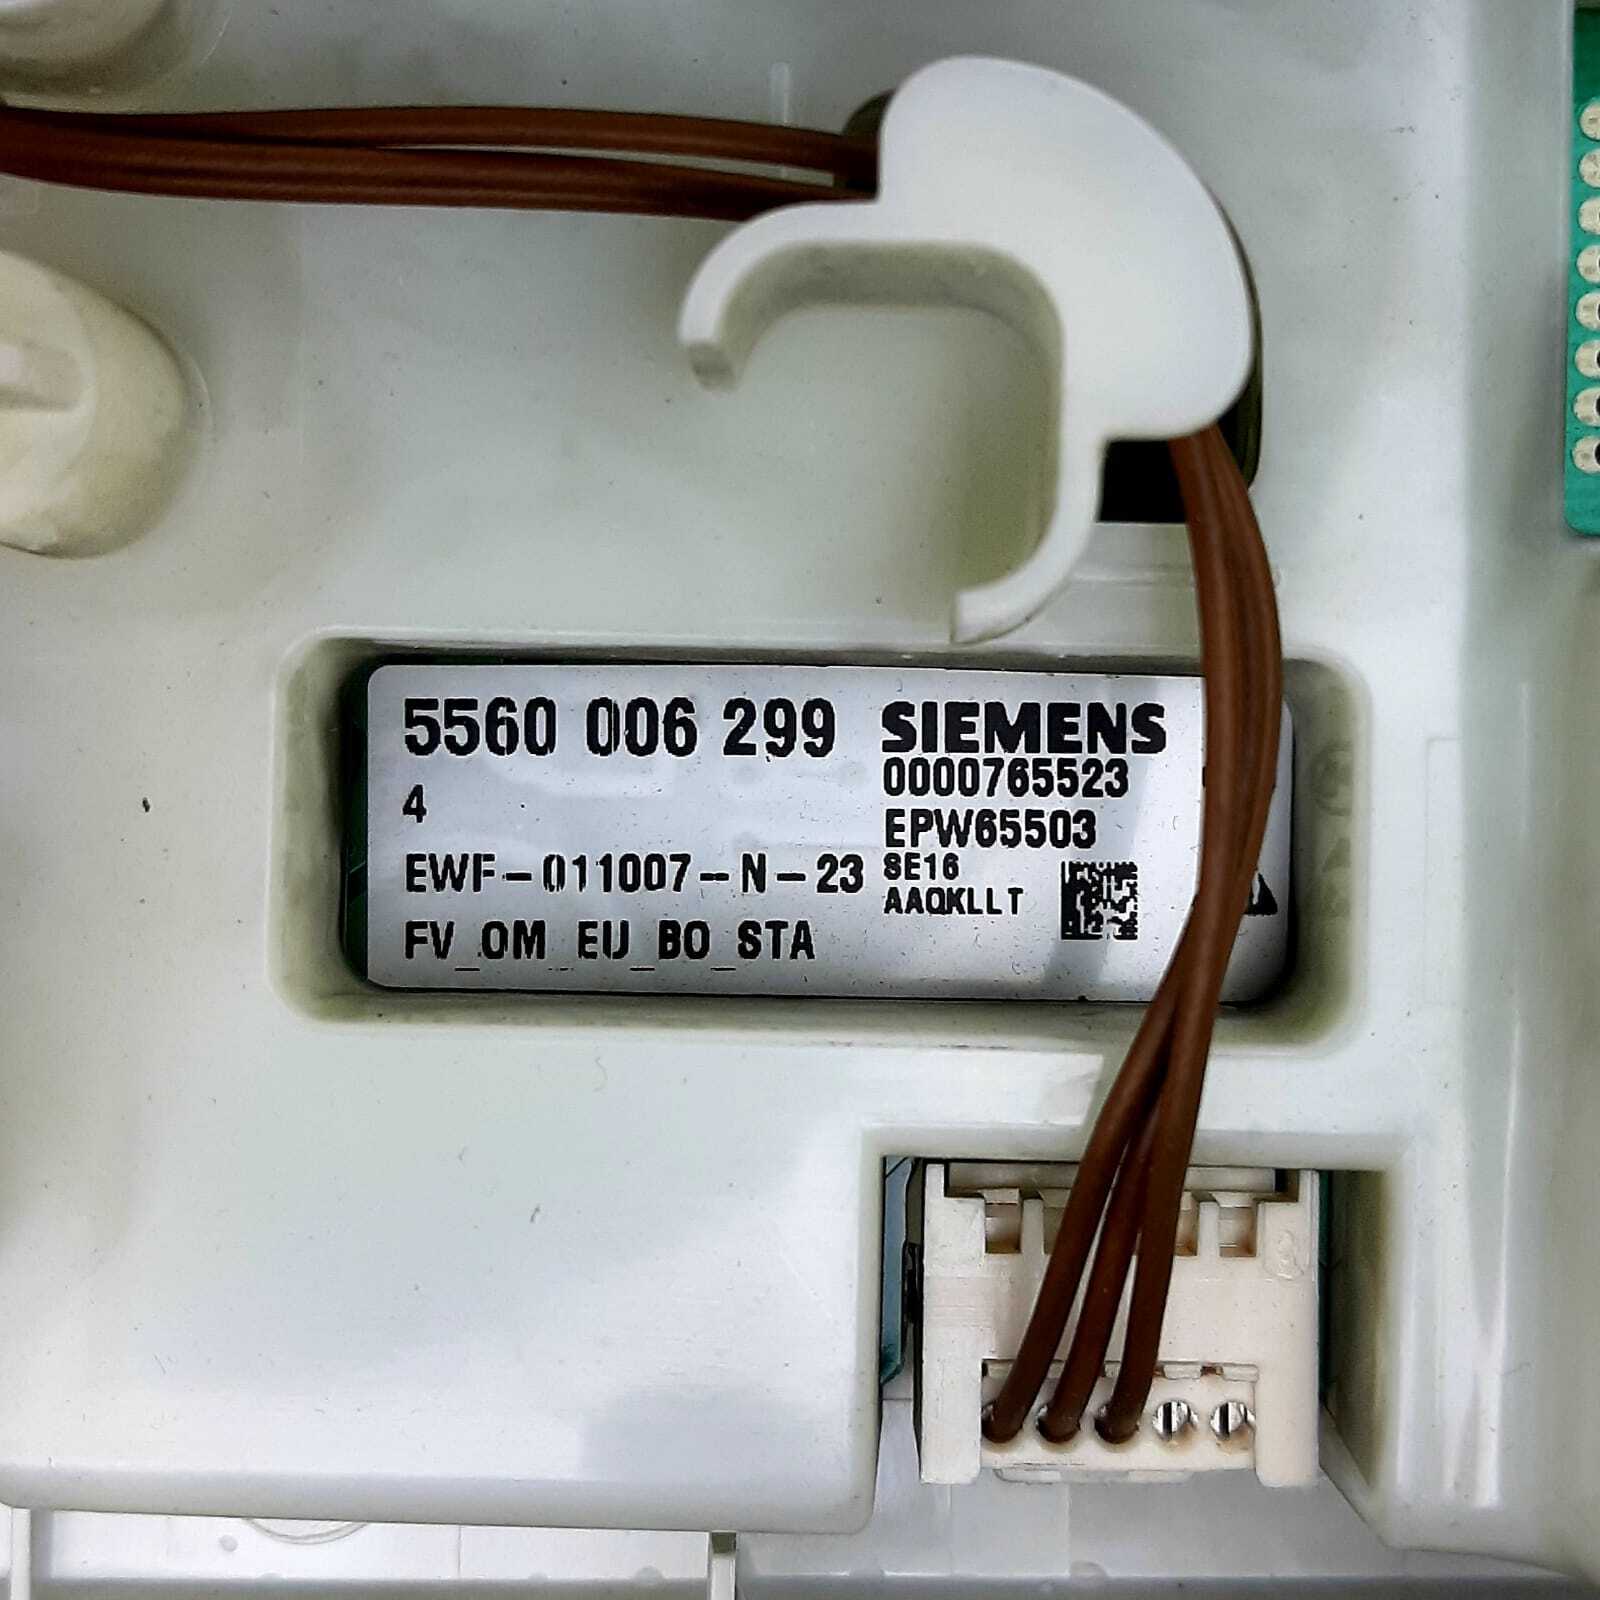 5560 006 299
4
EWF-011007-N-23
FV_OM_EU_BO_STA
SIEMENS
0000765523
EPW65503
SE16
AAQKLLT